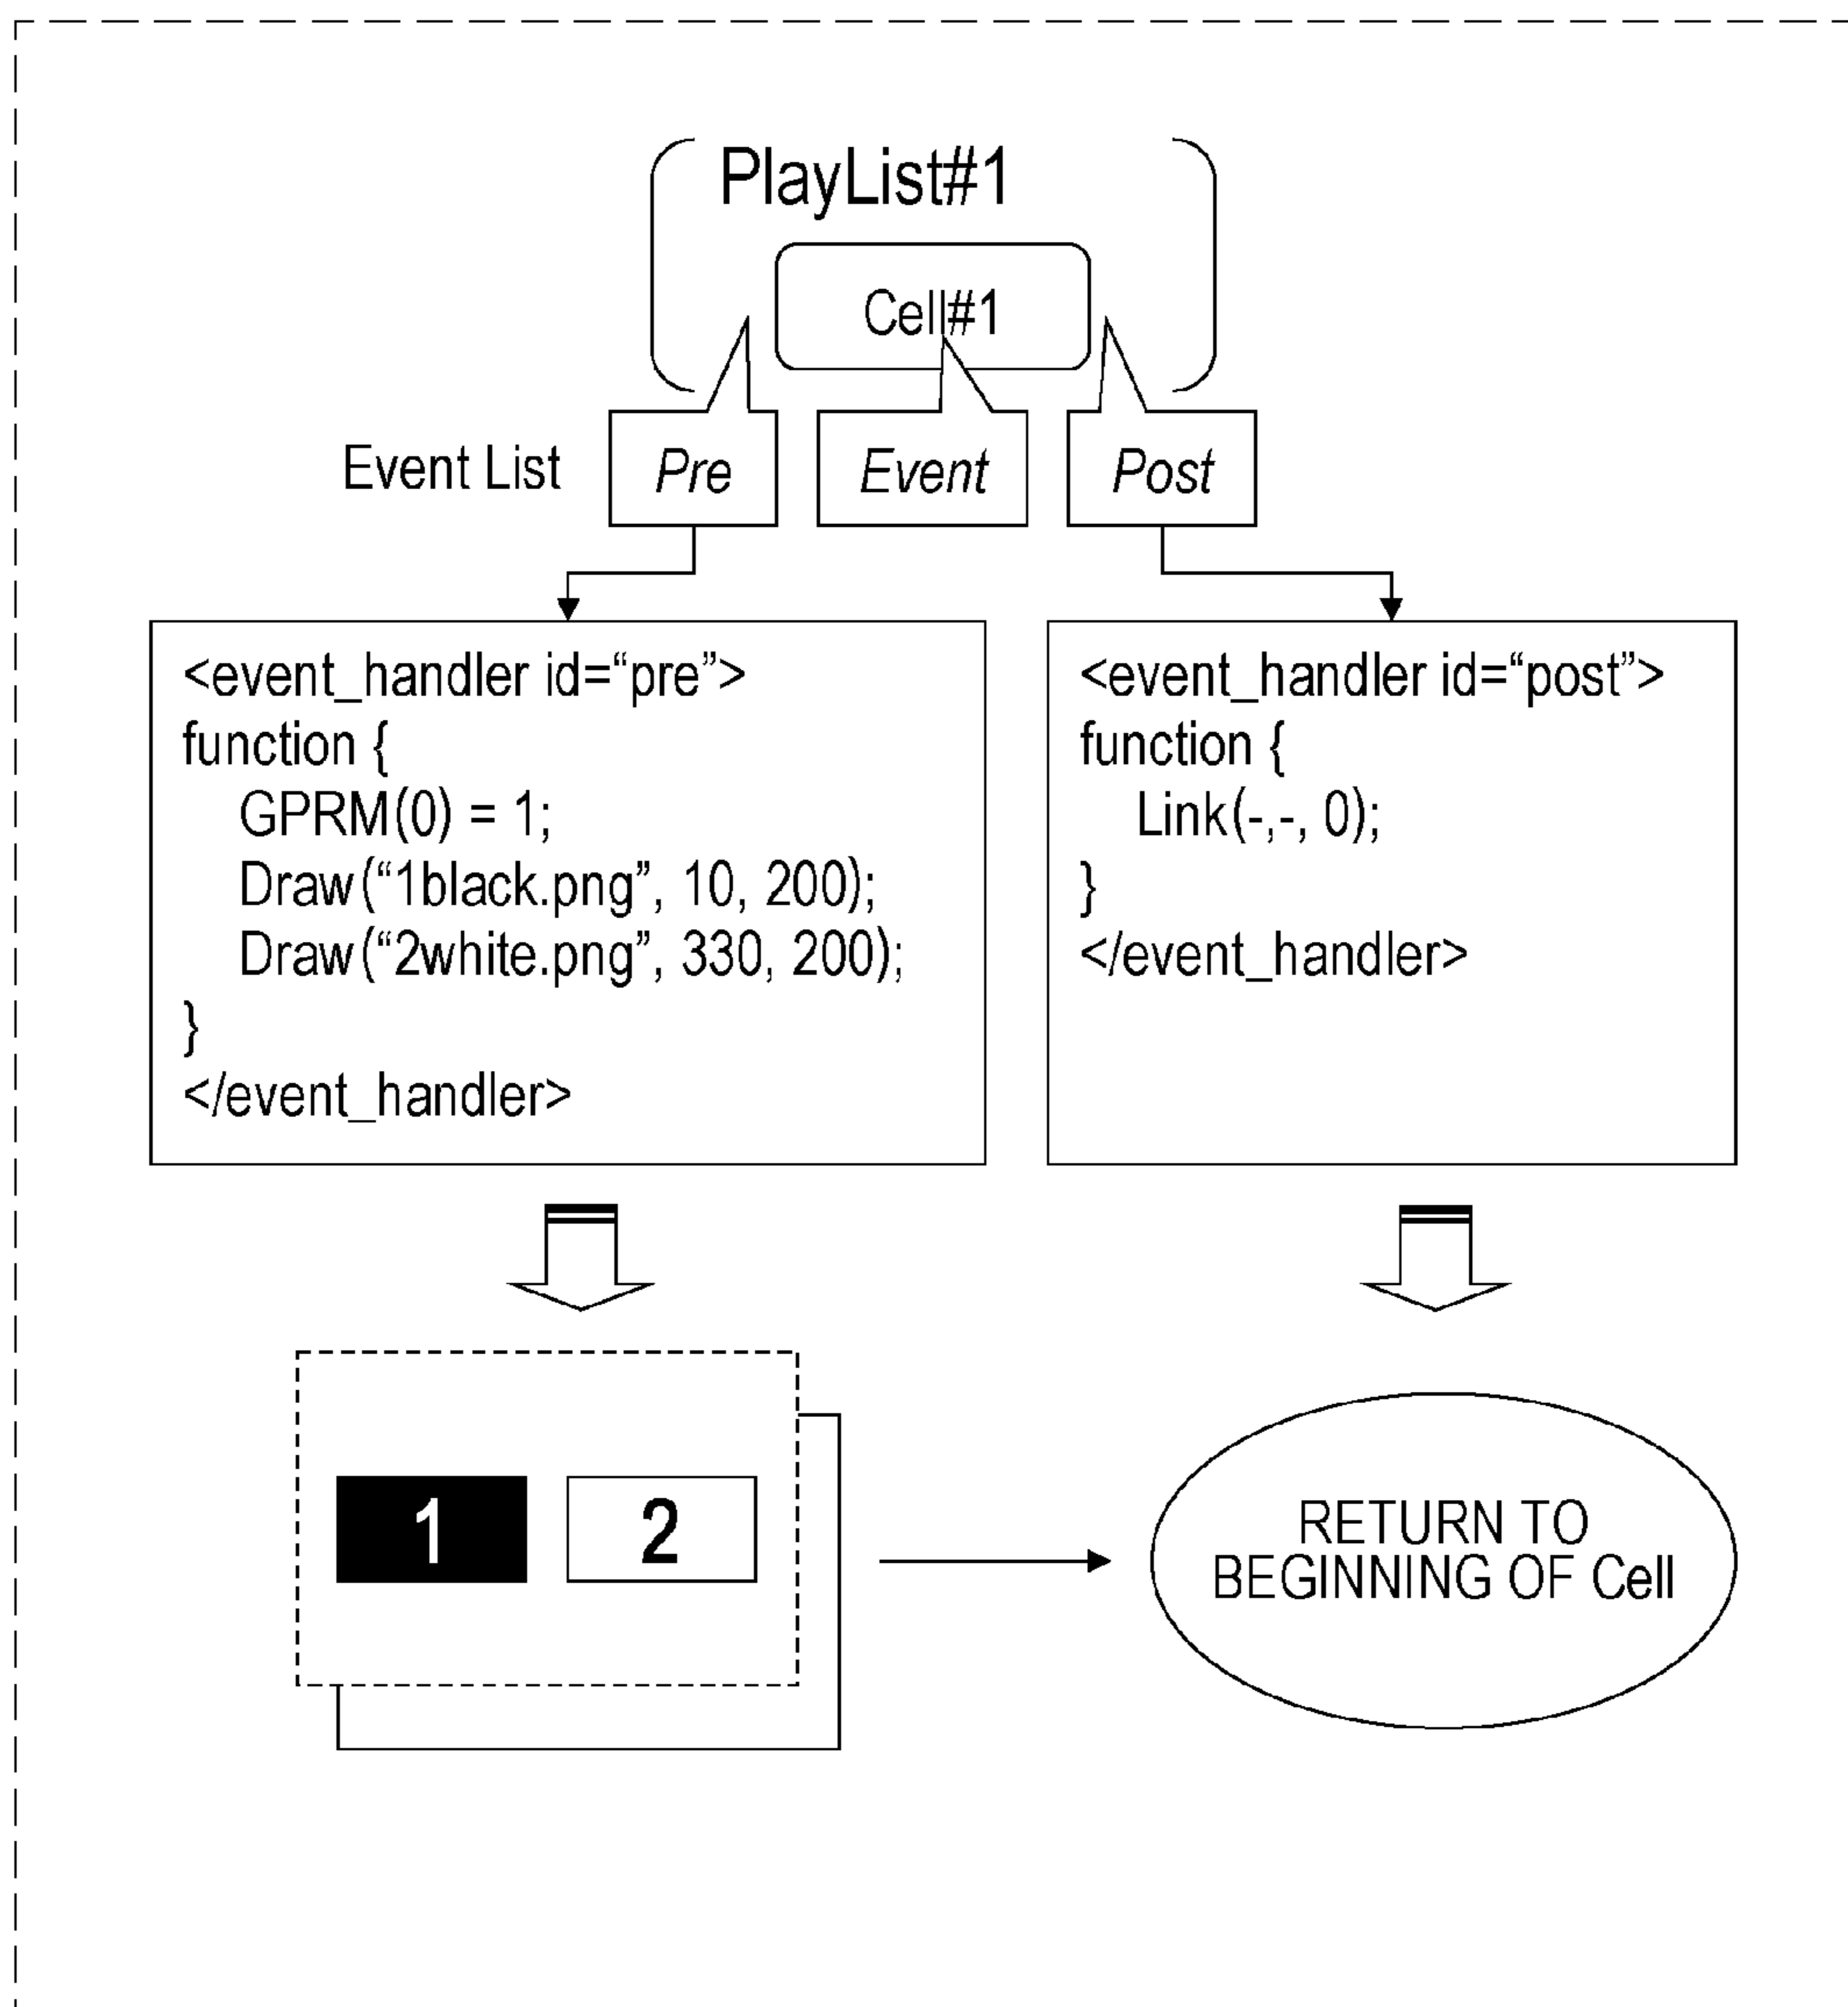 PlayList#1
Cell#1
Event List
Pre
Event
Post
<event_handler id=“pre”>
function {
GPRM(0) = 1;
Draw(“1black.png”, 10, 200);
Draw(“2white.png”, 330, 200);
}
</event_handler>
<event_handler id=“post”>
function {
Link(-,-, 0);
}
</event_handler>
1
2
RETURN TO
BEGINNING OF Cell